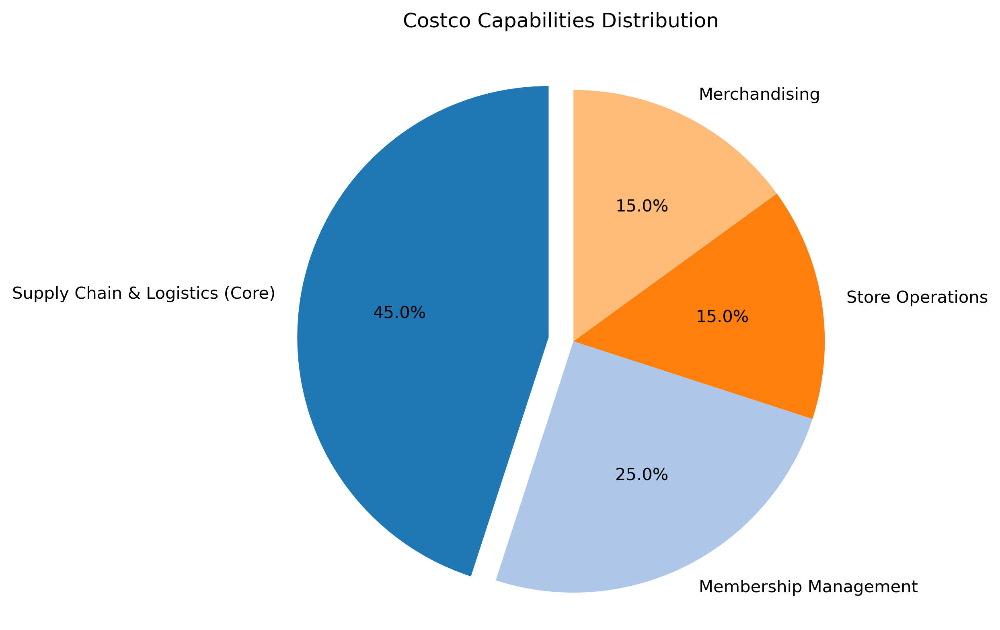 Costco Capabilities Distribution
Merchandising
15.0%
Supply Chain & Logistics (Core)
45.0%
Store Operations
15.0%
25.0%
Membership Management